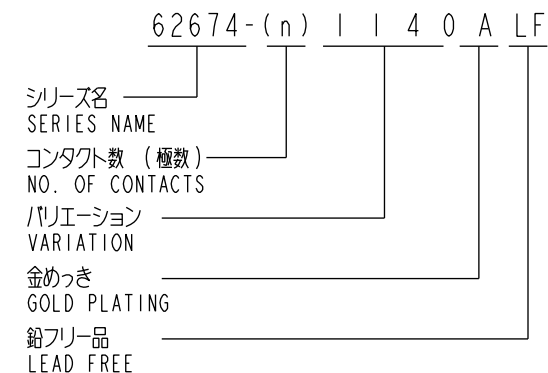 62674-(n) 1 1 4 0 A LF
シリーズ名
SERIES NAME
コンタクト数 (極数)
NO. OF CONTACTS
バリエーション
VARIATION
金めっき
GOLD PLATING
鉛フリー品
LEAD FREE